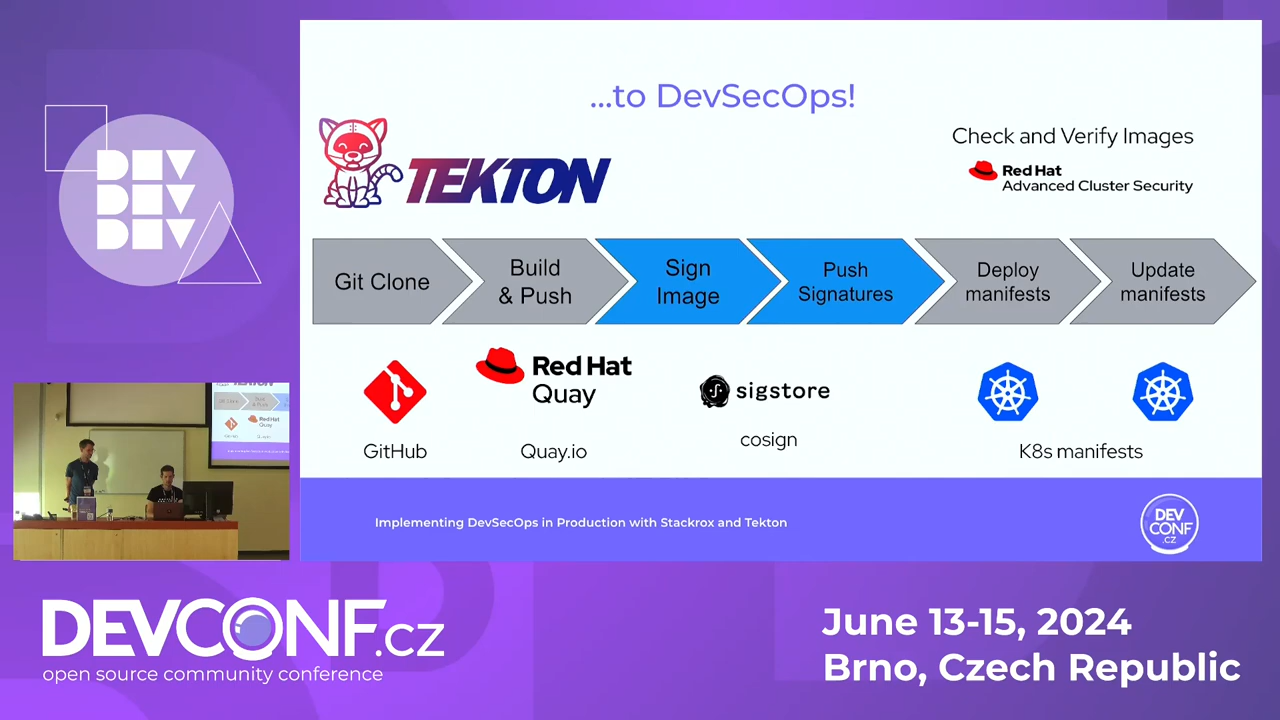 DEV
DEV
DEV
...to DevSecOps!
TEKTON
Check and Verify Images
Red Hat
Advanced Cluster Security
Git Clone
Build
& Push
Sign
Image
Push
Signatures
Deploy
manifests
Update
manifests
Red Hat
Quay
sigstore
GitHub
Quay.io
cosign
K8s manifests
Implementing DevSecOps in Production with Stackrox and Tekton
DEV
CONF
.cz
DEVCONF.cz
open source community conference
June 13-15, 2024
Brno, Czech Republic